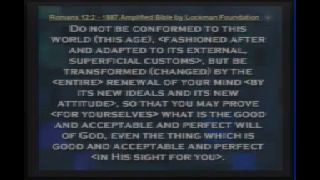 Romans 12:2 - 1987 Amplified Bible by Lockman Foundation
Do not be conformed to this
world (this age), <fashioned after
and adapted to its external,
superficial customs>, but be
transformed (changed) by the
<entire> renewal of your mind <by
its new ideals and its new
attitude>, so that you may prove
<for yourselves> what is the good
and acceptable and perfect will
of God, even the thing which is
good and acceptable and perfect
<in His sight for you>.